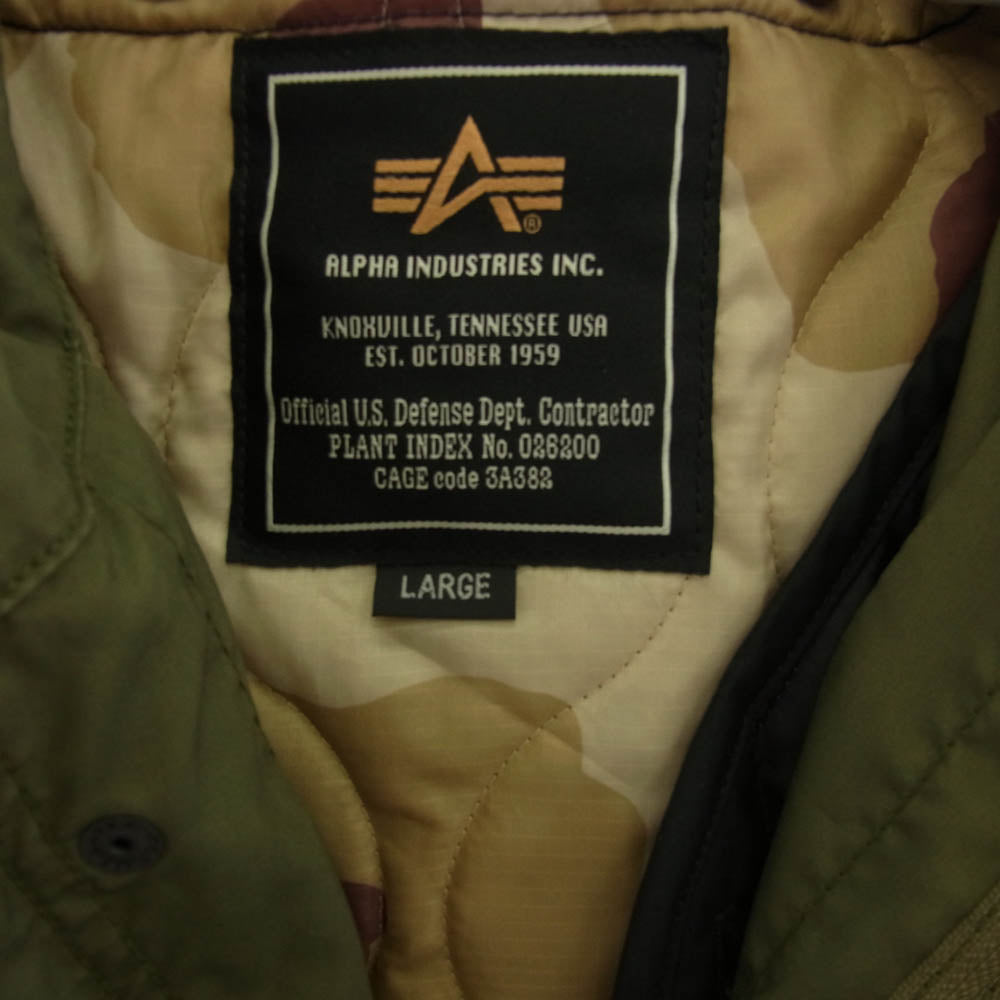 ®
ALPHA INDUSTRIES INC.
KNOXVILLE, TENNESSEE USA
EST. OCTOBER 1959
Official U.S. Defense Dept. Contractor
PLANT INDEX No. 026200
CAGE code 3A382
LARGE